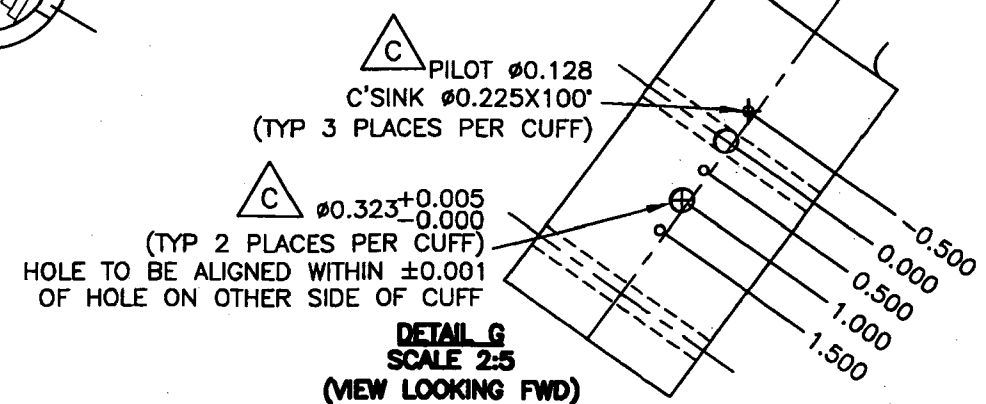 C
PILOT ø0.128
C'SINK ø0.225X100°
(TYP 3 PLACES PER CUFF)
C
ø0.323+0.005
-0.000
(TYP 2 PLACES PER CUFF)
HOLE TO BE ALIGNED WITHIN ±0.001
OF HOLE ON OTHER SIDE OF CUFF
DETAIL G
SCALE 2:5
(VIEW LOOKING FWD)
-0.500
0.000
0.500
1.000
1.500